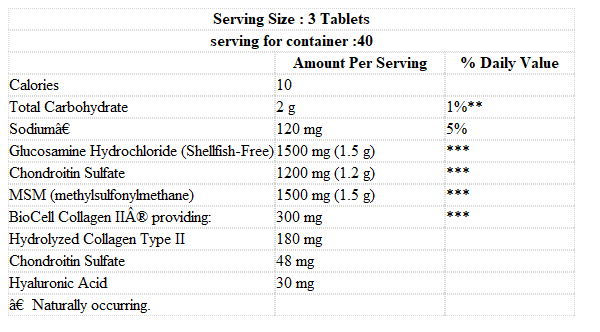 Serving Size : 3 Tablets
serving for container :40
Amount Per Serving % Daily Value
Calories 10
Total Carbohydrate 2 g 1%**
Sodiumâ€ 120 mg 5%
Glucosamine Hydrochloride (Shellfish-Free) 1500 mg (1.5 g) ***
Chondroitin Sulfate 1200 mg (1.2 g) ***
MSM (methylsulfonylmethane) 1500 mg (1.5 g) ***
BioCell Collagen IIÂ® providing: 300 mg ***
Hydrolyzed Collagen Type II 180 mg
Chondroitin Sulfate 48 mg
Hyaluronic Acid 30 mg
â€ Naturally occurring.